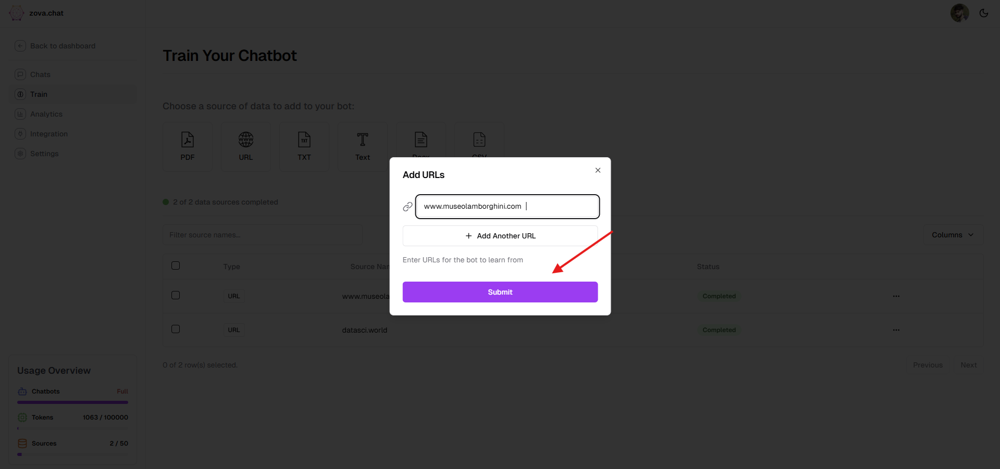 zova.chat
Back to dashboard
Chats
Train
Analytics
Integration
Settings
Train Your Chatbot
Choose a source of data to add to your bot:
PDF
URL
TXT
Text
Docx
CSV
2 of 2 data sources completed
Filter source names...
Columns
Type
Source Nam
Status
URL
www.museola
Completed
URL
datasci.world
Completed
0 of 2 row(s) selected.
Previous
Next
Add URLs
www.museolamborghini.com
Add Another URL
Enter URLs for the bot to learn from
Submit
Usage Overview
Chatbots Full
Tokens 1063 / 100000
Sources 2 / 50